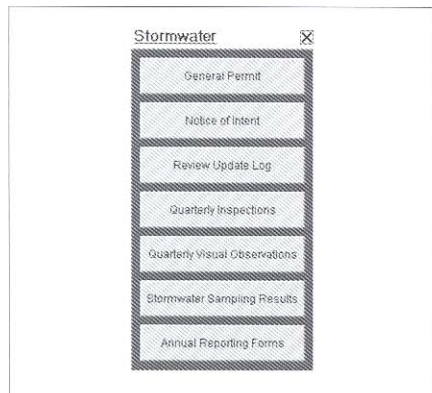 Stormwater
General Permit
Notice of Intent
Review Update Log
Quarterly Inspections
Quarterly Visual Observations
Stormwater Sampling Results
Annual Reporting Forms